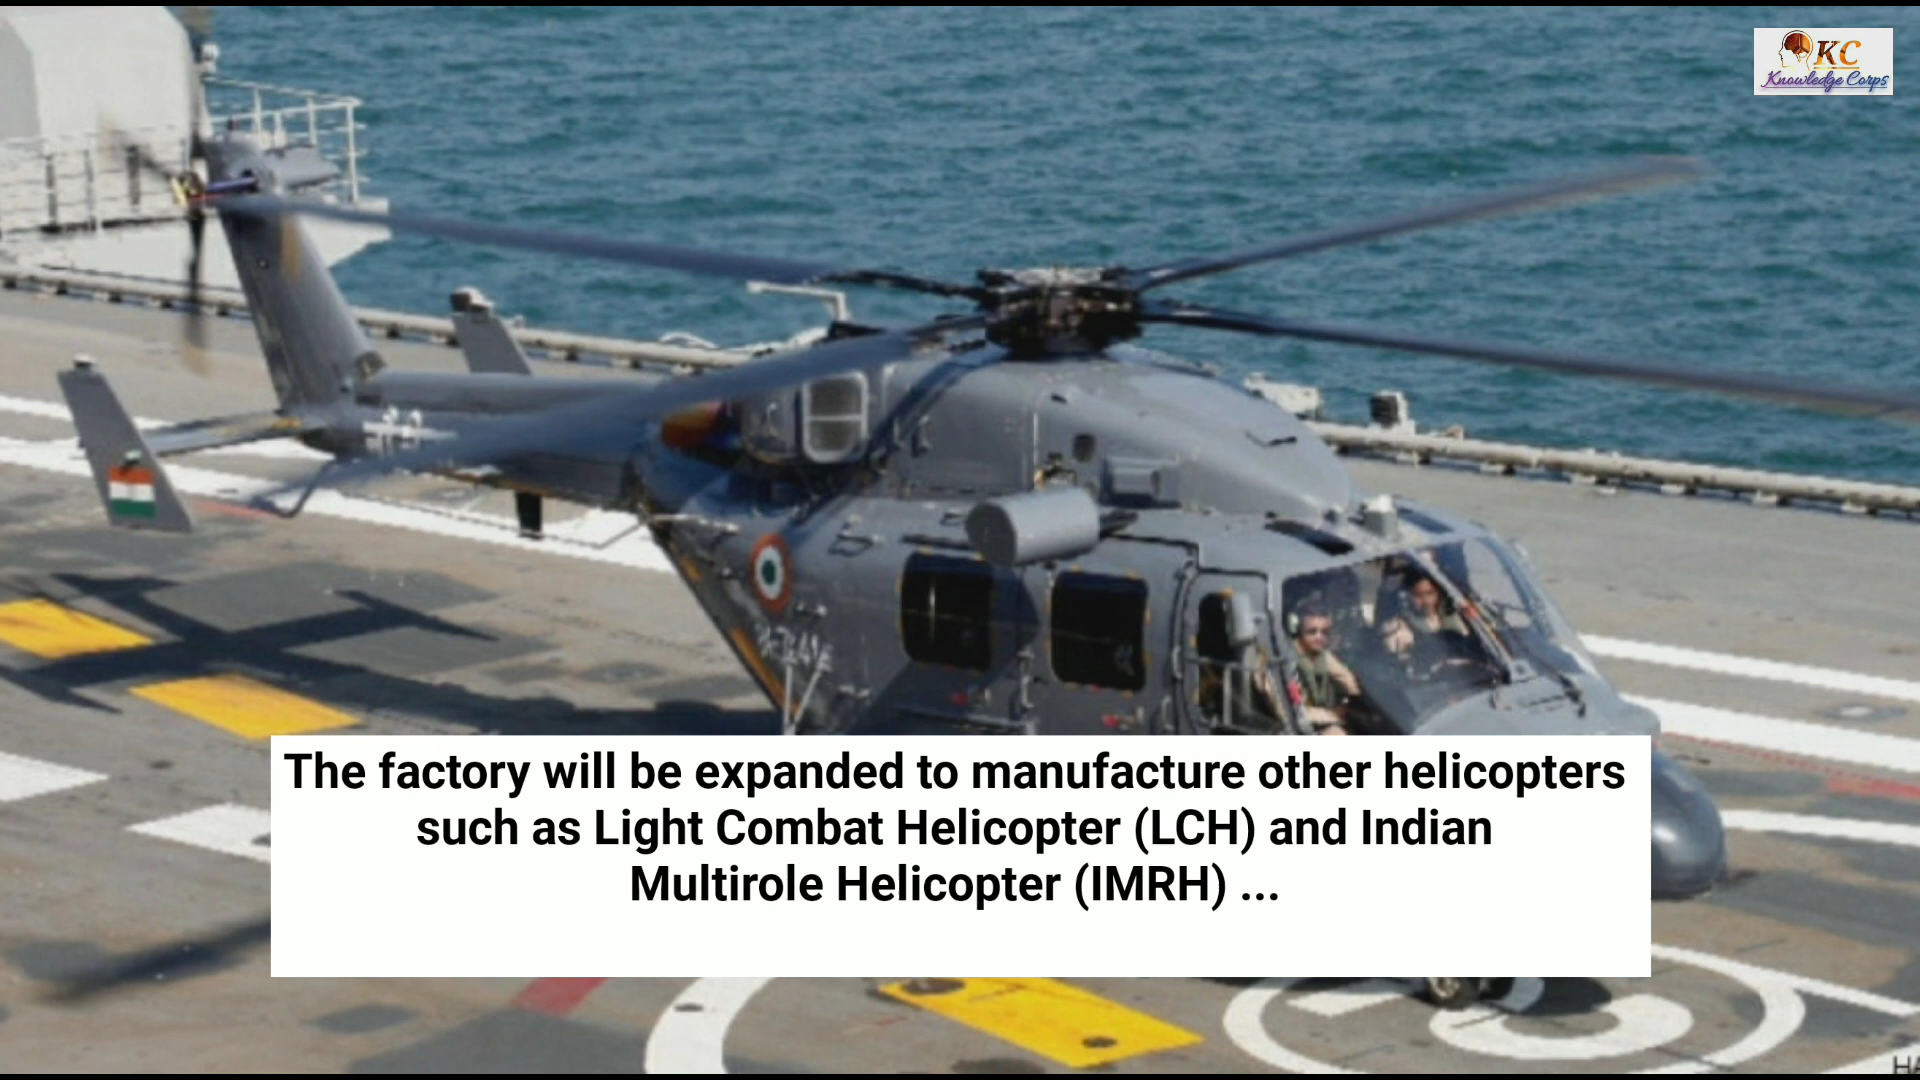 KC
Knowledge Corps
The factory will be expanded to manufacture other helicopters
such as Light Combat Helicopter (LCH) and Indian
Multirole Helicopter (IMRH) ...